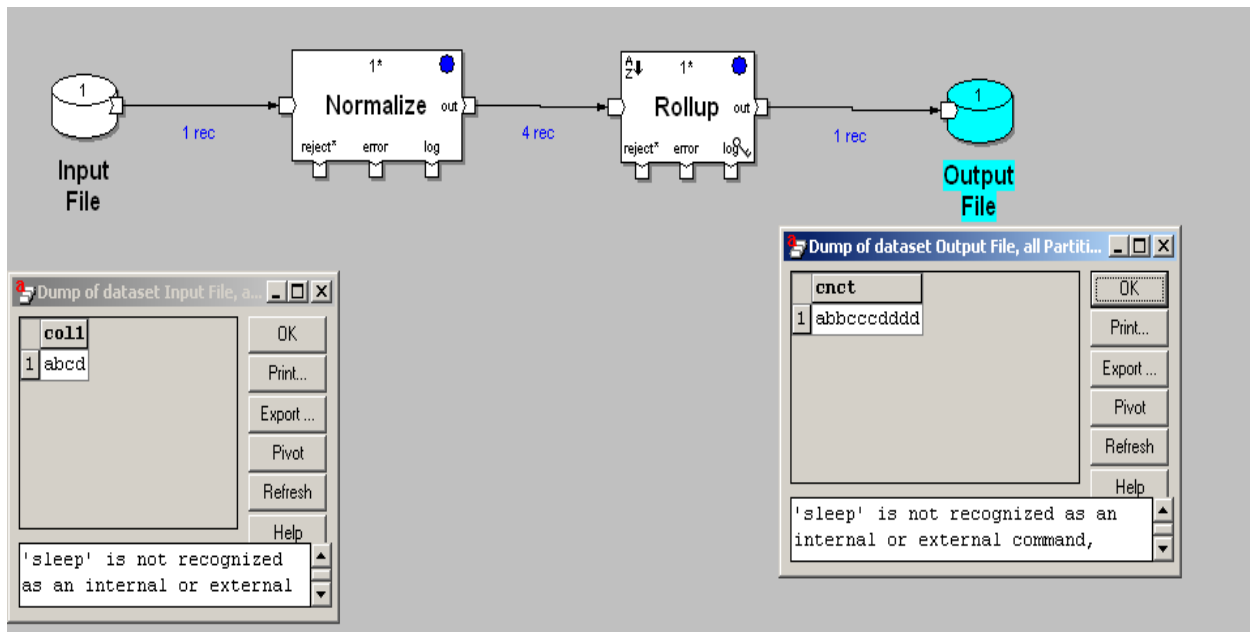 1
Input
File
1 rec
1*
Normalize
out
reject*
error
log
4 rec
A
Z
1*
Rollup
out
reject*
error
log
1 rec
1
Output
File
Dump of dataset Input File, a...
col1
1 abcd
OK
Print...
Export ...
Pivot
Refresh
Help
'sleep' is not recognized
as an internal or external
Dump of dataset Output File, all Partiti...
cnct
1 abbcccdddd
OK
Print...
Export ...
Pivot
Refresh
Help
'sleep' is not recognized as an
internal or external command,